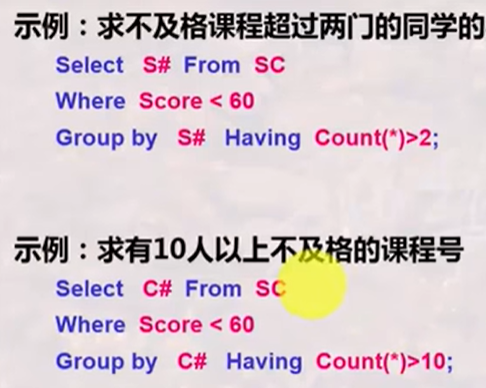 示例：求不及格课程超过两门的同学的
Select S# From SC
Where Score < 60
Group by S# Having Count(*)>2;
示例：求有10人以上不及格的课程号
Select C# From SC
Where Score < 60
Group by C# Having Count(*)>10;